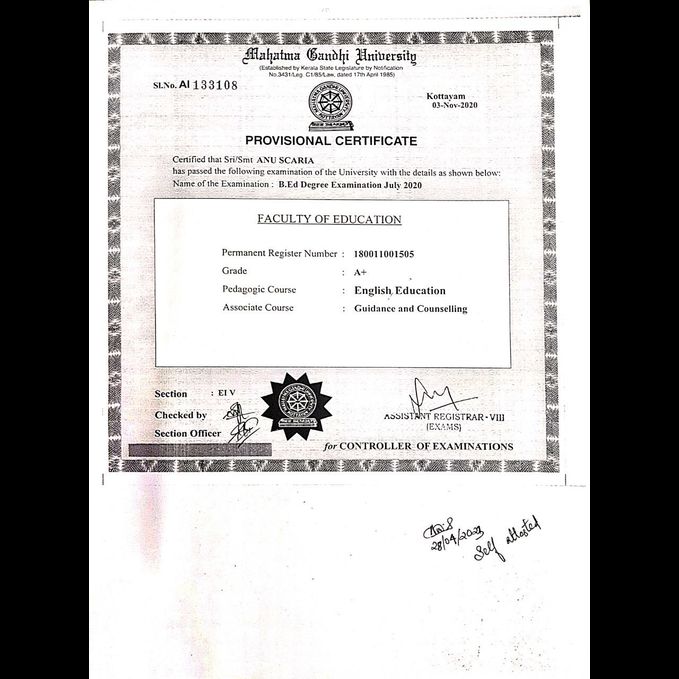 Mahatma Gandhi University
(Established by Kerala State Legislature by Notification
No.3431/Leg. C1/85/Law, dated 17th April 1985)
Sl.No. AI 133108
Kottayam
03-Nov-2020
PROVISIONAL CERTIFICATE
Certified that Sri/Smt ANU SCARIA
has passed the following examination of the University with the details as shown below:
Name of the Examination : B.Ed Degree Examination July 2020
FACULTY OF EDUCATION
Permanent Register Number : 180011001505
Grade : A+
Pedagogic Course : English Education
Associate Course : Guidance and Counselling
Section : EI V
Checked by
Section Officer
ASSISTANT REGISTRAR - VIII
(EXAMS)
for CONTROLLER OF EXAMINATIONS
28/04/2023
Self attested